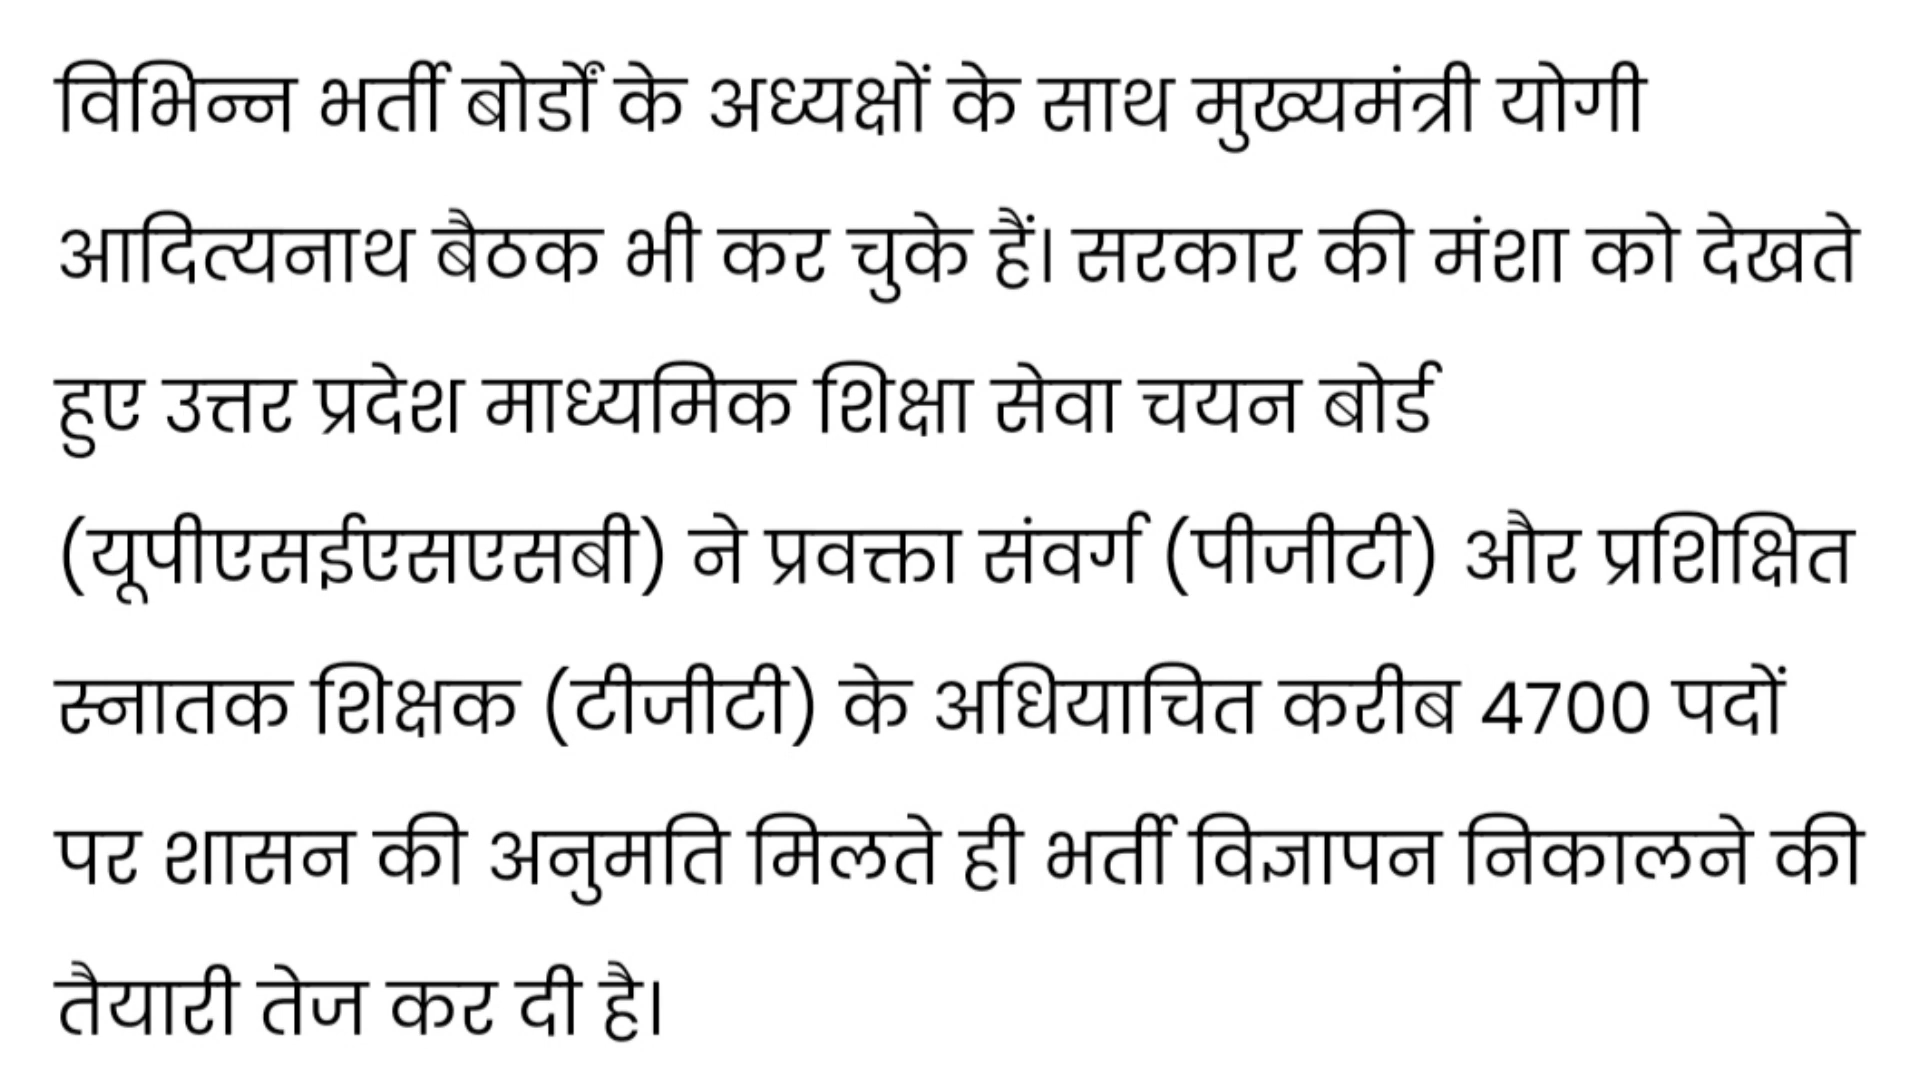 विभिन्न भर्ती बोर्डों के अध्यक्षों के साथ मुख्यमंत्री योगी
आदित्यनाथ बैठक भी कर चुके हैं। सरकार की मंशा को देखते
हुए उत्तर प्रदेश माध्यमिक शिक्षा सेवा चयन बोर्ड
(यूपीएसईएसएसबी) ने प्रवक्ता संवर्ग (पीजीटी) और प्रशिक्षित
स्नातक शिक्षक (टीजीटी) के अधियाचित करीब 4700 पदों
पर शासन की अनुमति मिलते ही भर्ती विज्ञापन निकालने की
तैयारी तेज कर दी है।